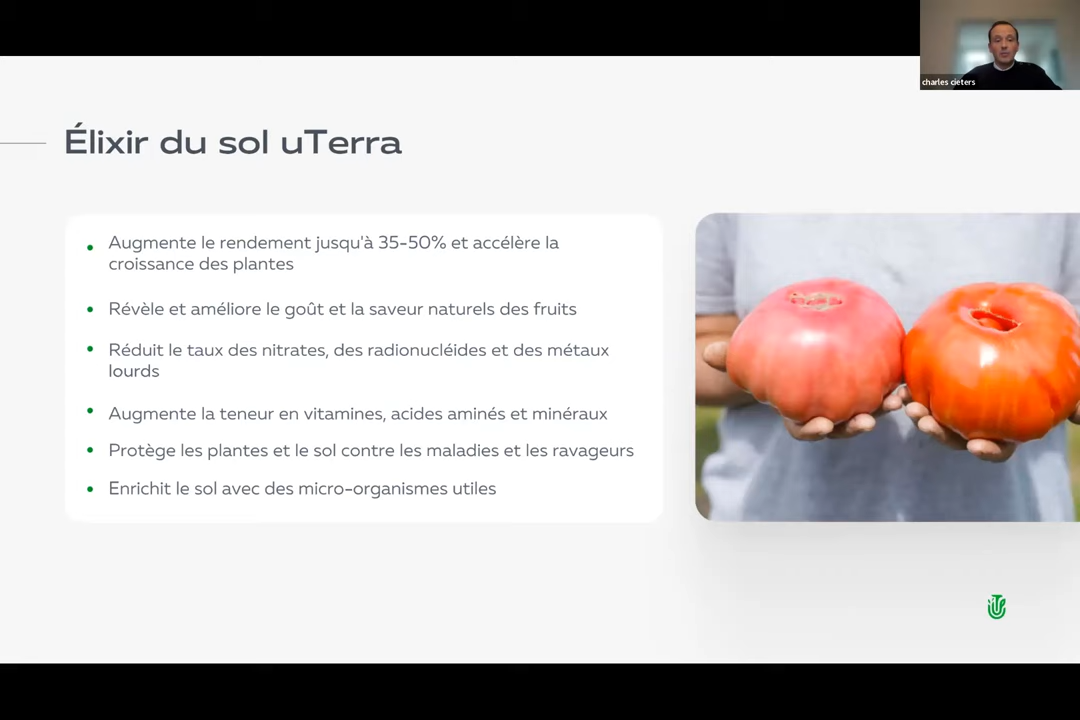 charles cieters
Élixir du sol uTerra
Augmente le rendement jusqu'à 35-50% et accélère la
croissance des plantes
Révèle et améliore le goût et la saveur naturels des fruits
Réduit le taux des nitrates, des radionucléides et des métaux
lourds
Augmente la teneur en vitamines, acides aminés et minéraux
Protège les plantes et le sol contre les maladies et les ravageurs
Enrichit le sol avec des micro-organismes utiles